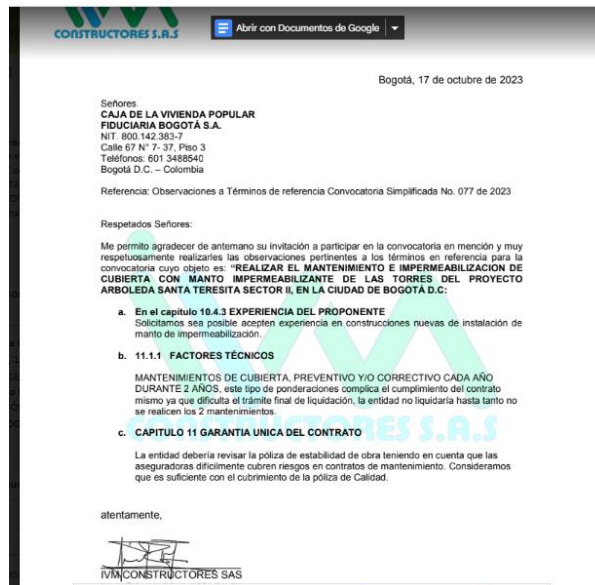 CONSTRUCTORES S.A.S
Abrir con Documentos de Google
Bogotá, 17 de octubre de 2023
Señores.
CAJA DE LA VIVIENDA POPULAR
FIDUCIARIA BOGOTÁ S.A.
NIT. 800.142.383-7
Calle 67 N° 7- 37, Piso 3
Teléfonos: 601 3488540
Bogotá D.C. – Colombia
Referencia: Observaciones a Términos de referencia Convocatoria Simplificada No. 077 de 2023
Respetados Señores:
Me permito agradecer de antemano su invitación a participar en la convocatoria en mención y muy
respetuosamente realizarles las observaciones pertinentes a los términos en referencia para la
convocatoria cuyo objeto es: "REALIZAR EL MANTENIMIENTO E IMPERMEABILIZACION DE
CUBIERTA CON MANTO IMPERMEABILIZANTE DE LAS TORRES DEL PROYECTO
ARBOLEDA SANTA TERESITA SECTOR II, EN LA CIUDAD DE BOGOTÁ D.C:
a. En el capitulo 10.4.3 EXPERIENCIA DEL PROPONENTE
Solicitamos sea posible acepten experiencia en construcciones nuevas de instalación de
manto de impermeabilización.
b. 11.1.1 FACTORES TÉCNICOS
MANTENIMIENTOS DE CUBIERTA, PREVENTIVO Y/O CORRECTIVO CADA AÑO
DURANTE 2 AÑOS, este tipo de ponderaciones complica el cumplimiento del contrato
mismo ya que dificulta el trámite final de liquidación, la entidad no liquidaría hasta tanto no
se realicen los 2 mantenimientos.
c. CAPITULO 11 GARANTIA UNICA DEL CONTRATO
La entidad debería revisar la póliza de estabilidad de obra teniendo en cuenta que las
aseguradoras difícilmente cubren riesgos en contratos de mantenimiento. Consideramos
que es suficiente con el cubrimiento de la póliza de Calidad.
CONSTRUCTORES S.A.S
atentamente,
IVM CONSTRUCTORES SAS